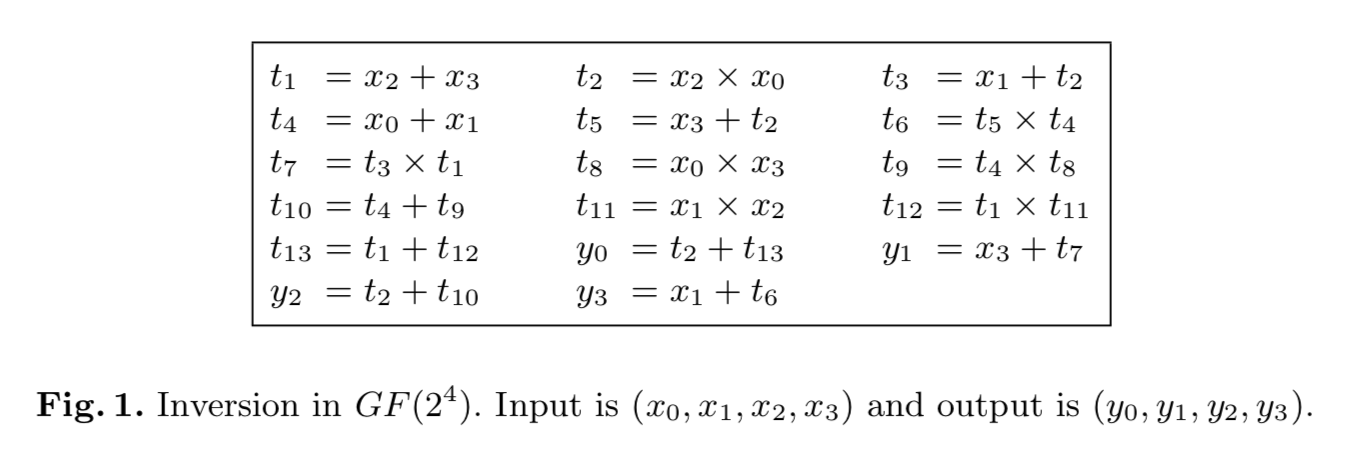 t₁ = x₂ + x₃ t₂ = x₂ × x₀ t₃ = x₁ + t₂
t₄ = x₀ + x₁ t₅ = x₃ + t₂ t₆ = t₅ × t₄
t₇ = t₃ × t₁ t₈ = x₀ × x₃ t₉ = t₄ × t₈
t₁₀ = t₄ + t₉ t₁₁ = x₁ × x₂ t₁₂ = t₁ × t₁₁
t₁₃ = t₁ + t₁₂ y₀ = t₂ + t₁₃ y₁ = x₃ + t₇
y₂ = t₂ + t₁₀ y₃ = x₁ + t₆
Fig. 1. Inversion in GF(2⁴). Input is (x₀, x₁, x₂, x₃) and output is (y₀, y₁, y₂, y₃).